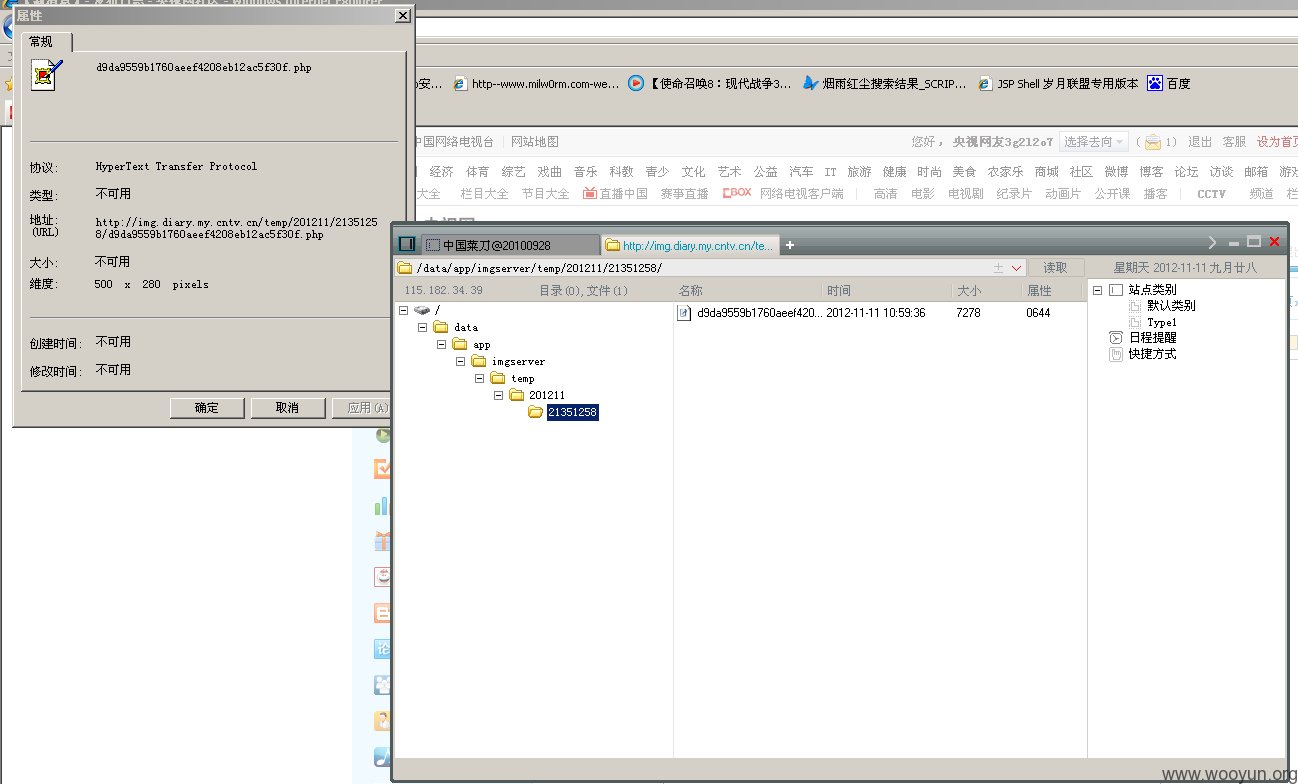 属性
常规
d9da9559b1760aeef4208eb12ac5f30f.php
协议: HyperText Transfer Protocol
类型: 不可用
地址: (URL) http://img.diary.my.cntv.cn/temp/201211/2135125
8/d9da9559b1760aeef4208eb12ac5f30f.php
大小: 不可用
维度: 500 x 280 pixels
创建时间: 不可用
修改时间: 不可用
确定 取消 应用(A)
安... http--www.milw0rm.com-we... 【使命召唤8：现代战争3... 烟雨红尘搜索结果_SCRIP... JSP Shell 岁月联盟专用版本 百度
中国网络电视台 | 网站地图 您好，央视网友3g2l2o7 选择去向 ( 1) 退出 客服 设为首页
经济 体育 综艺 戏曲 音乐 科教 青少 文化 艺术 公益 汽车 IT 旅游 健康 时尚 美食 农家乐 商城 社区 微博 博客 论坛 访谈 邮箱 游戏
大全 栏目大全 节目大全 直播中国 赛事直播 CBOX 网络电视客户端 | 高清 电影 电视剧 纪录片 动画片 公开课 播客 | CCTV 频道
中国菜刀@20100928 http://img.diary.my.cntv.cn/te... +
/data/app/imgserver/temp/201211/21351258/ 读取 星期天 2012-11-11 九月廿八
115.182.34.39 目录(0),文件(1) 名称 时间 大小 属性
/
data
app
imgserver
temp
201211
21351258
d9da9559b1760aeef420... 2012-11-11 10:59:36 7278 0644
站点类别
默认类别
Type1
日程提醒
快捷方式
论
www.wooyun.org